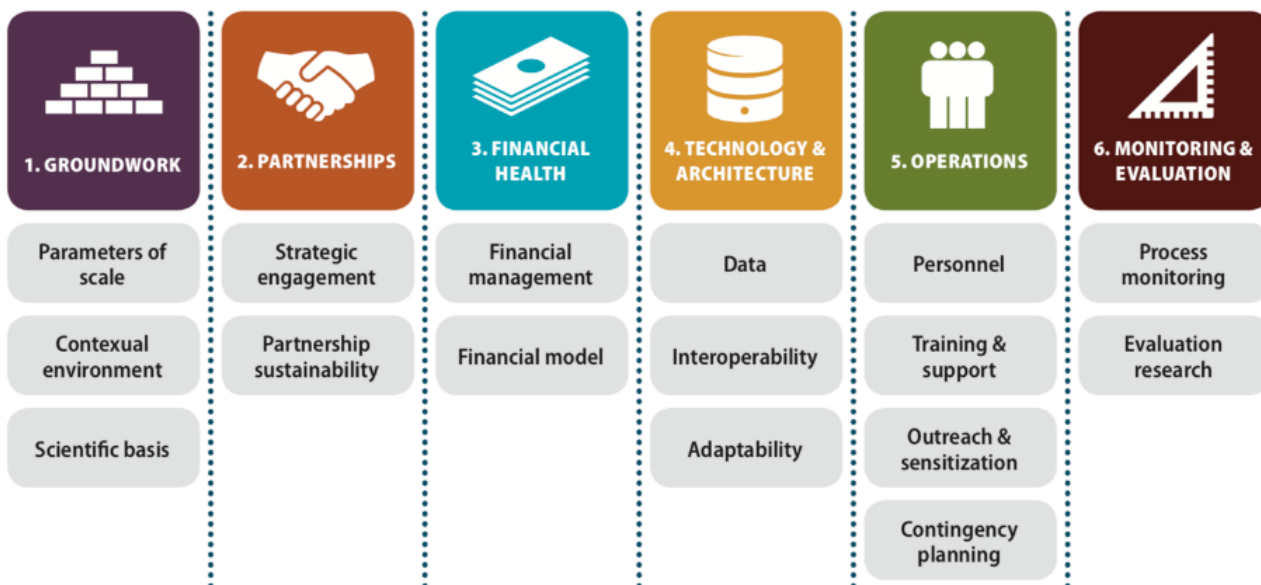 1. GROUNDWORK
Parameters of
scale
Contexual
environment
Scientific basis
2. PARTNERSHIPS
Strategic
engagement
Partnership
sustainability
3. FINANCIAL
HEALTH
Financial
management
Financial model
4. TECHNOLOGY &
ARCHITECTURE
Data
Interoperability
Adaptability
5. OPERATIONS
Personnel
Training &
support
Outreach &
sensitization
Contingency
planning
6. MONITORING &
EVALUATION
Process
monitoring
Evaluation
research